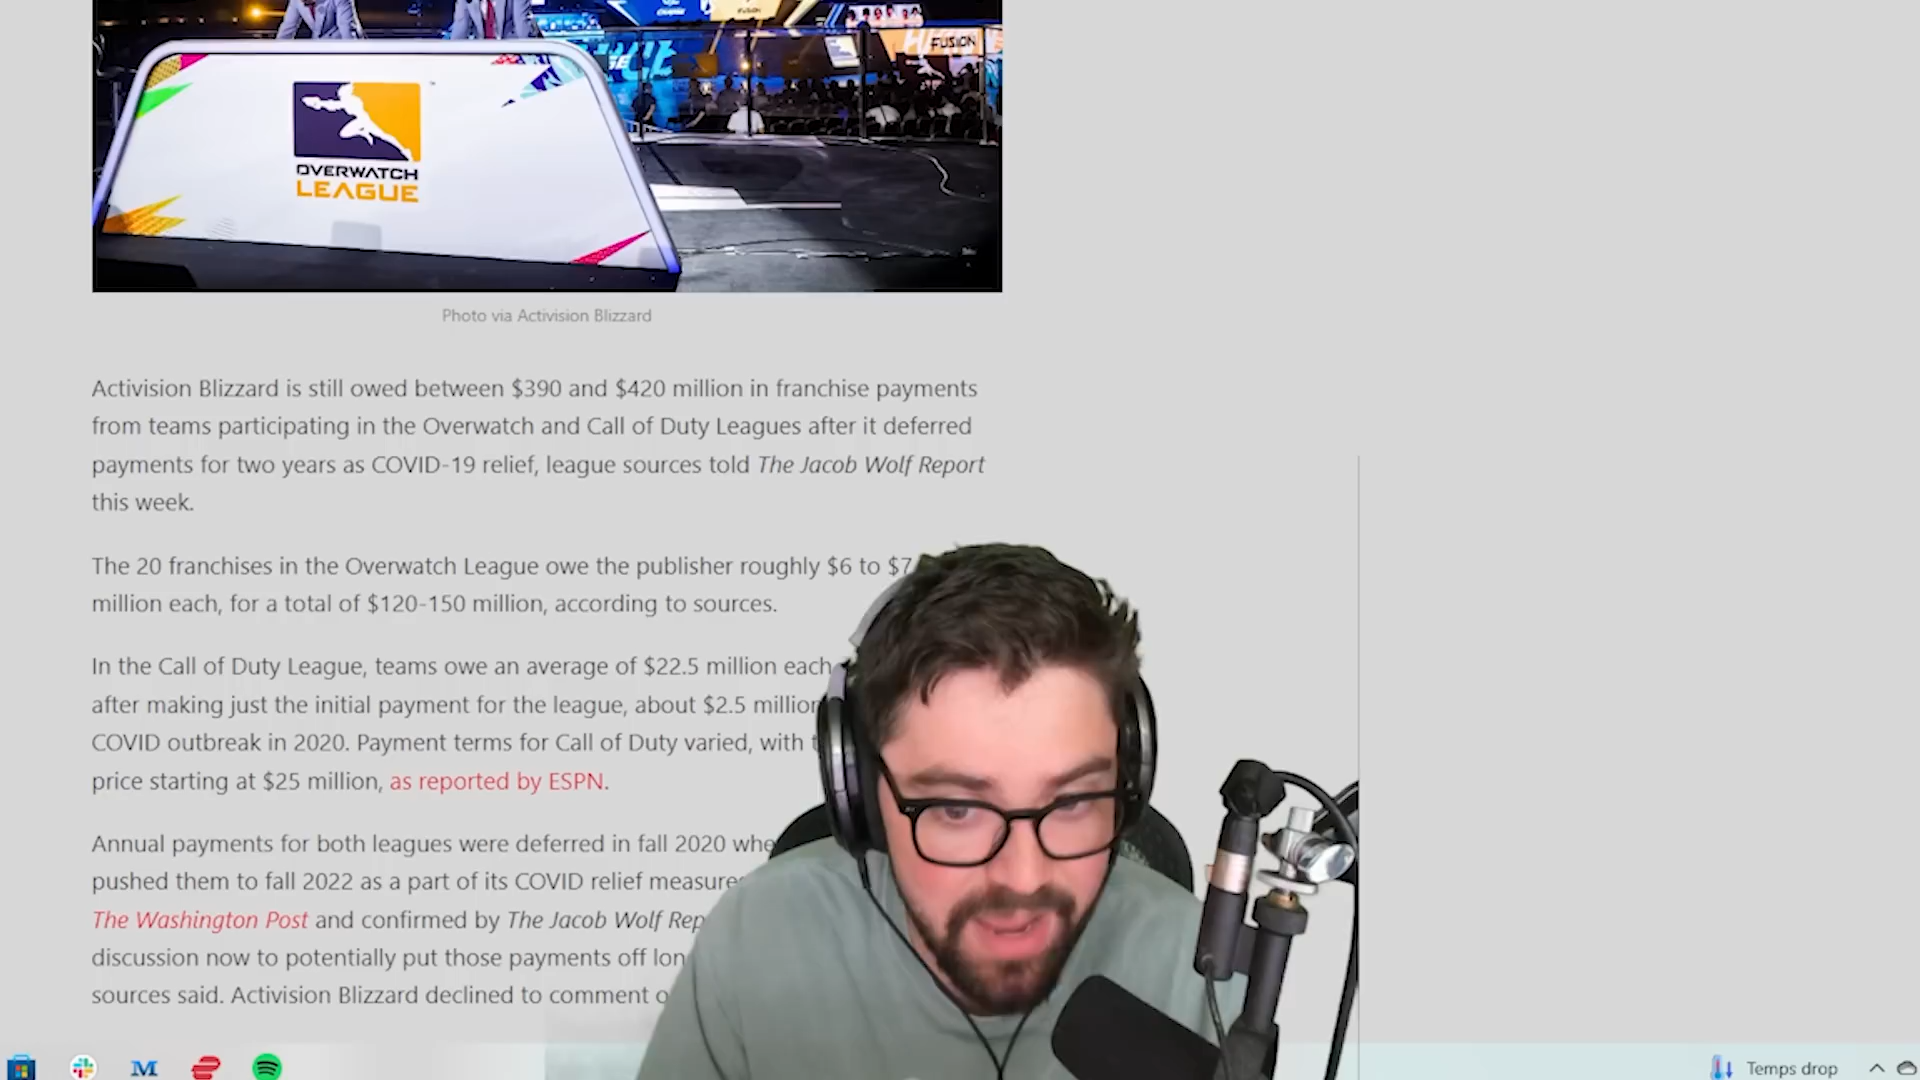 FUSION
OVERWATCH
LEAGUE
Photo via Activision Blizzard
Activision Blizzard is still owed between $390 and $420 million in franchise payments
from teams participating in the Overwatch and Call of Duty Leagues after it deferred
payments for two years as COVID-19 relief, league sources told The Jacob Wolf Report
this week.
The 20 franchises in the Overwatch League owe the publisher roughly $6 to $7
million each, for a total of $120-150 million, according to sources.
In the Call of Duty League, teams owe an average of $22.5 million each
after making just the initial payment for the league, about $2.5 million
COVID outbreak in 2020. Payment terms for Call of Duty varied, with
price starting at $25 million, as reported by ESPN.
Annual payments for both leagues were deferred in fall 2020
pushed them to fall 2022 as a part of its COVID relief
The Washington Post and confirmed by The Jacob Wolf
discussion now to potentially put those payments off
sources said. Activision Blizzard declined to comment
Temps drop